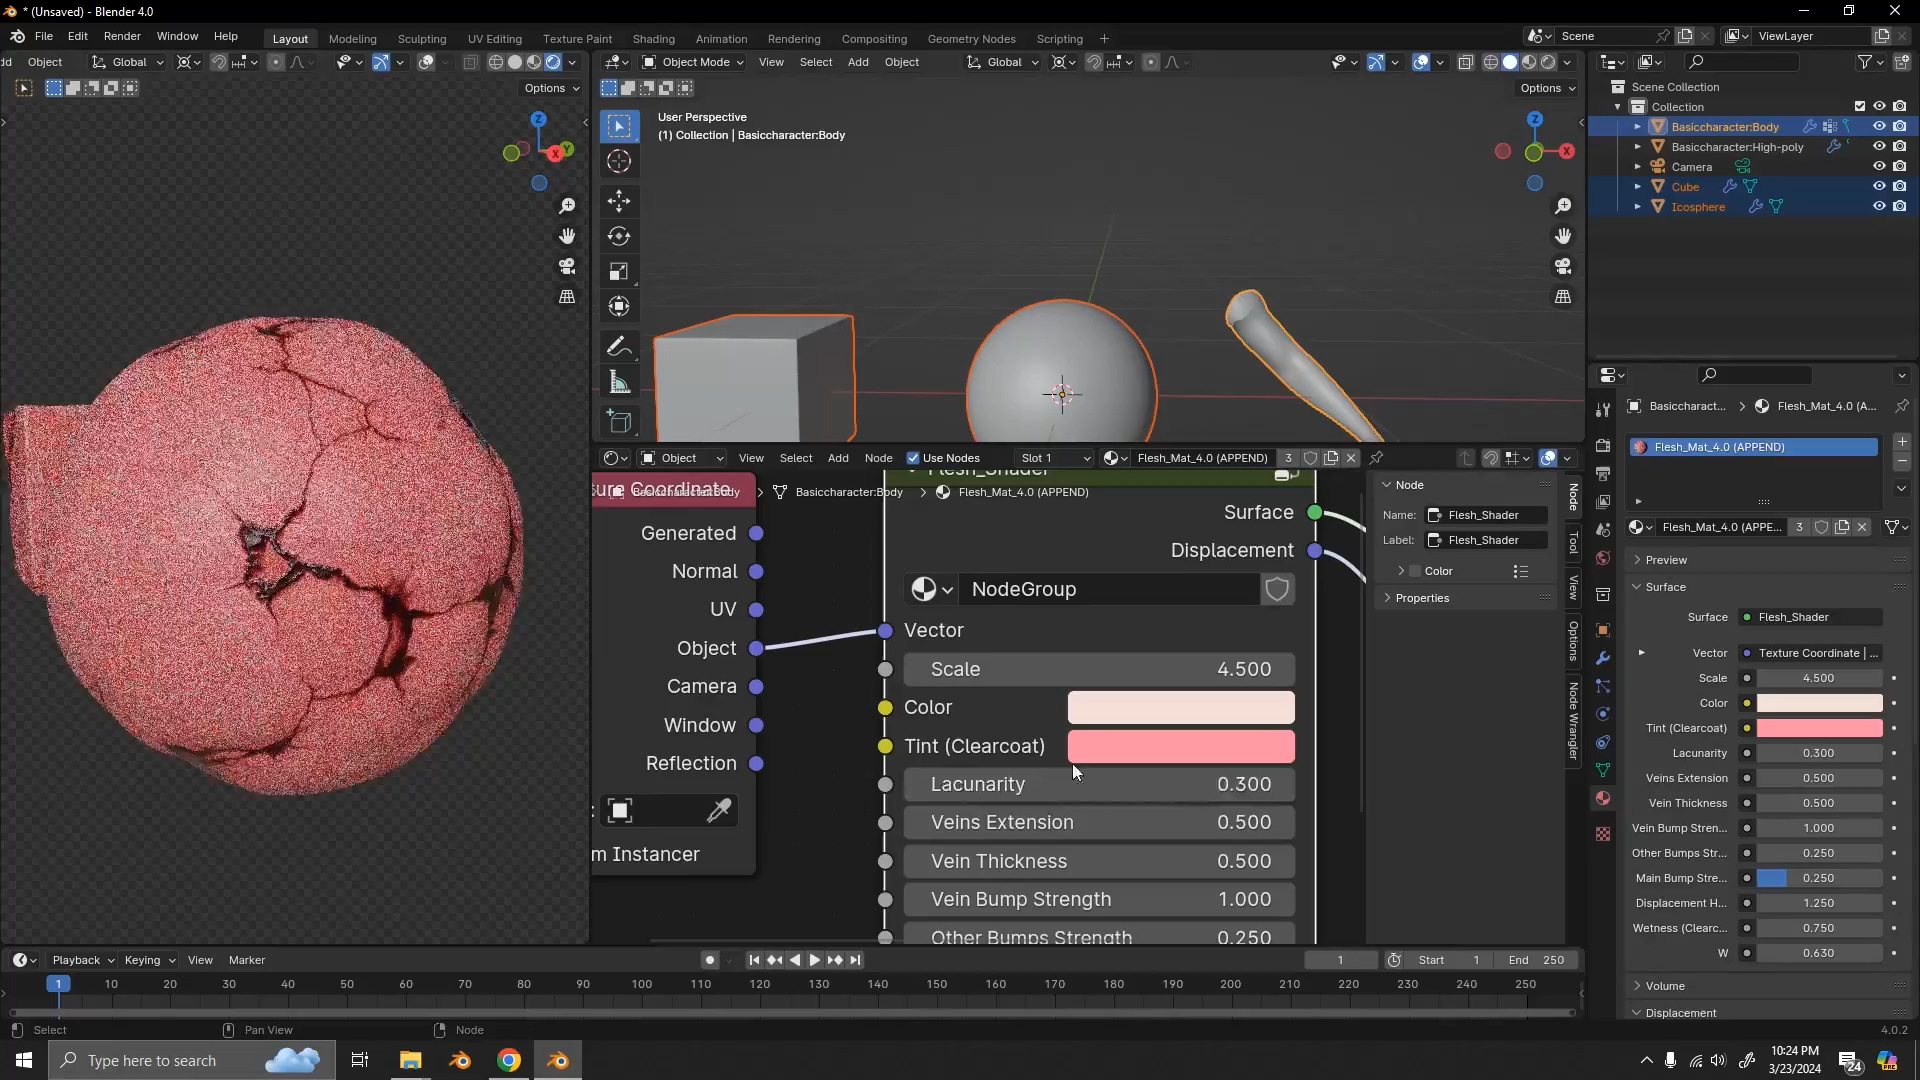 * (Unsaved) - Blender 4.0
File Edit Render Window Help
Layout Modeling Sculpting UV Editing Texture Paint Shading Animation Rendering Compositing Geometry Nodes Scripting +
Scene
ViewLayer
dd Object
Global
Options
Object Mode View Select Add Object
Global
Options
User Perspective
(1) Collection | Basiccharacter:Body
Z
X
Y
Z
X
Scene Collection
Collection
Basiccharacter:Body
Basiccharacter:High-poly
Camera
Cube
Icosphere
Object View Select Add Node Use Nodes Slot 1 Flesh_Mat_4.0 (APPEND) 3
Basiccharacter:Body > Basiccharacter:Body > Flesh_Mat_4.0 (APPEND)
ure Coordinate
Generated
Normal
UV
Object
Camera
Window
Reflection
m Instancer
Flesh_Shader
Surface
Displacement
NodeGroup
Vector
Scale 4.500
Color
Tint (Clearcoat)
Lacunarity 0.300
Veins Extension 0.500
Vein Thickness 0.500
Vein Bump Strength 1.000
Other Bumps Strength 0.250
Node
Name: Flesh_Shader
Label: Flesh_Shader
Color
Properties
Node
Tool
View
Options
Node Wrangler
Basiccharact... > Flesh_Mat_4.0 (A...
Flesh_Mat_4.0 (APPEND)
Flesh_Mat_4.0 (APPE... 3
Preview
Surface
Surface Flesh_Shader
Vector Texture Coordinate | ...
Scale 4.500
Color
Tint (Clearcoat)
Lacunarity 0.300
Veins Extension 0.500
Vein Thickness 0.500
Vein Bump Stren... 1.000
Other Bumps Str... 0.250
Main Bump Stre... 0.250
Displacement H... 1.250
Wetness (Clearc... 0.750
W 0.630
Volume
Displacement
Playback Keying View Marker
1 Start 1 End 250
1 10 20 30 40 50 60 70 80 90 100 110 120 130 140 150 160 170 180 190 200 210 220 230 240 250
Select Pan View Node
4.0.2
Type here to search
10:24 PM
3/23/2024
24
PRE